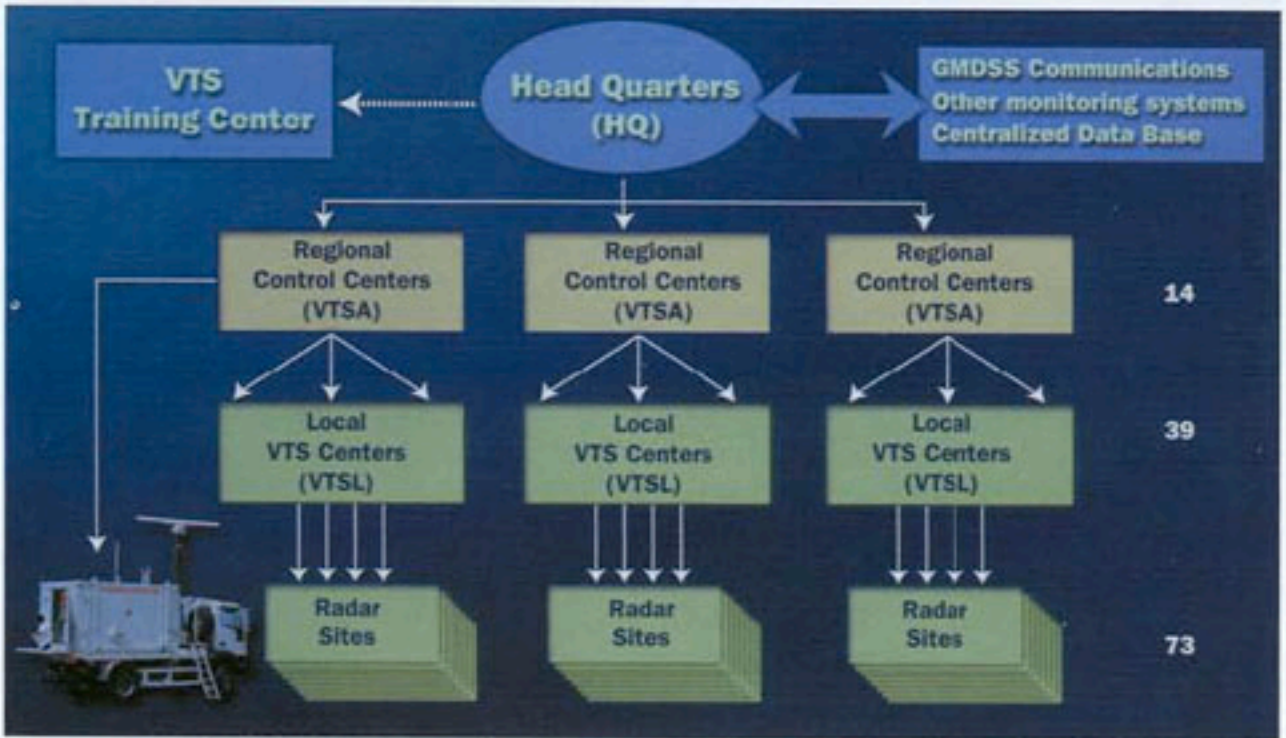 VTS
Training Center
Head Quarters
(HQ)
GMDSS Communications
Other monitoring systems
Centralized Data Base
Regional
Control Centers
(VTSA)
Regional
Control Centers
(VTSA)
Regional
Control Centers
(VTSA)
14
Local
VTS Centers
(VTSL)
Local
VTS Centers
(VTSL)
Local
VTS Centers
(VTSL)
39
Radar
Sites
Radar
Sites
Radar
Sites
73